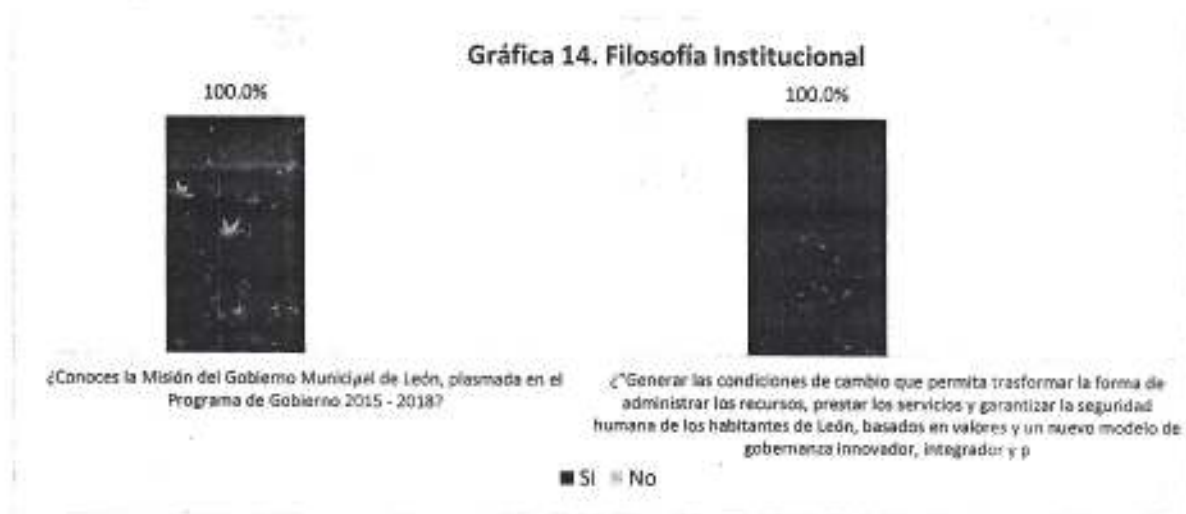 Gráfica 14. Filosofía Institucional
100.0%
100.0%
¿Conoces la Misión del Gobierno Municipal de León, plasmada en el
Programa de Gobierno 2015 - 2018?
¿"Generar las condiciones de cambio que permita trasformar la forma de
administrar los recursos, prestar los servicios y garantizar la seguridad
humana de los habitantes de León, basados en valores y un nuevo modelo de
gobernanza innovador, integrador y p
Si No